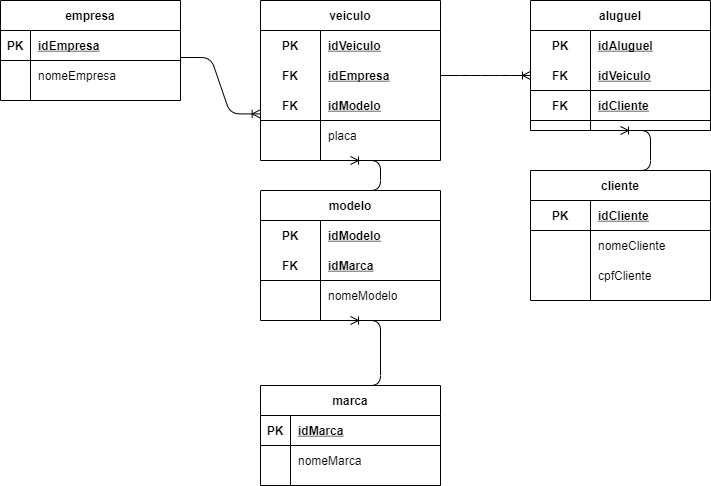 empresa
PK idEmpresa
nomeEmpresa
veiculo
PK idVeiculo
FK idEmpresa
FK idModelo
placa
aluguel
PK idAluguel
FK idVeiculo
FK idCliente
modelo
PK idModelo
FK idMarca
nomeModelo
cliente
PK idCliente
nomeCliente
cpfCliente
marca
PK idMarca
nomeMarca